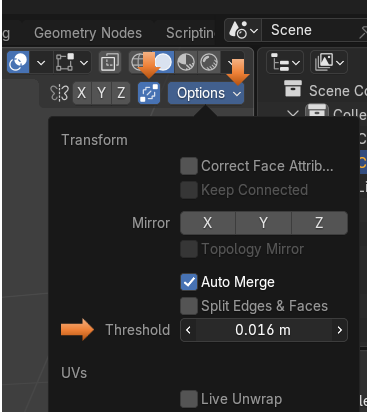 g Geometry Nodes Scriptin Scene
X Y Z Options Scene Co
Colle
Transform
C
Correct Face Attrib...
C
Keep Connected
Li
Mirror X Y Z
Topology Mirror
Auto Merge
Split Edges & Faces
Threshold 0.016 m
UVs
Live Unwrap